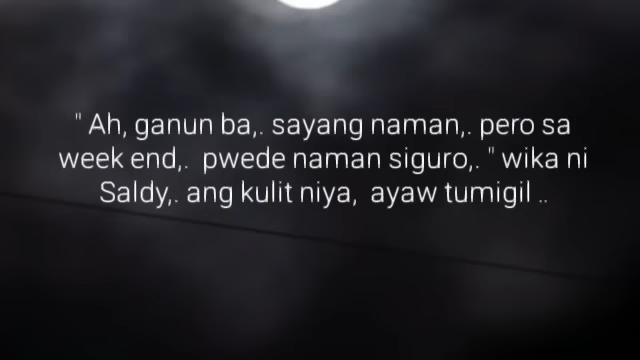 " Ah, ganun ba,. sayang naman,. pero sa
week end,.  pwede naman siguro,. " wika ni
Saldy,. ang kulit niya,  ayaw tumigil ..